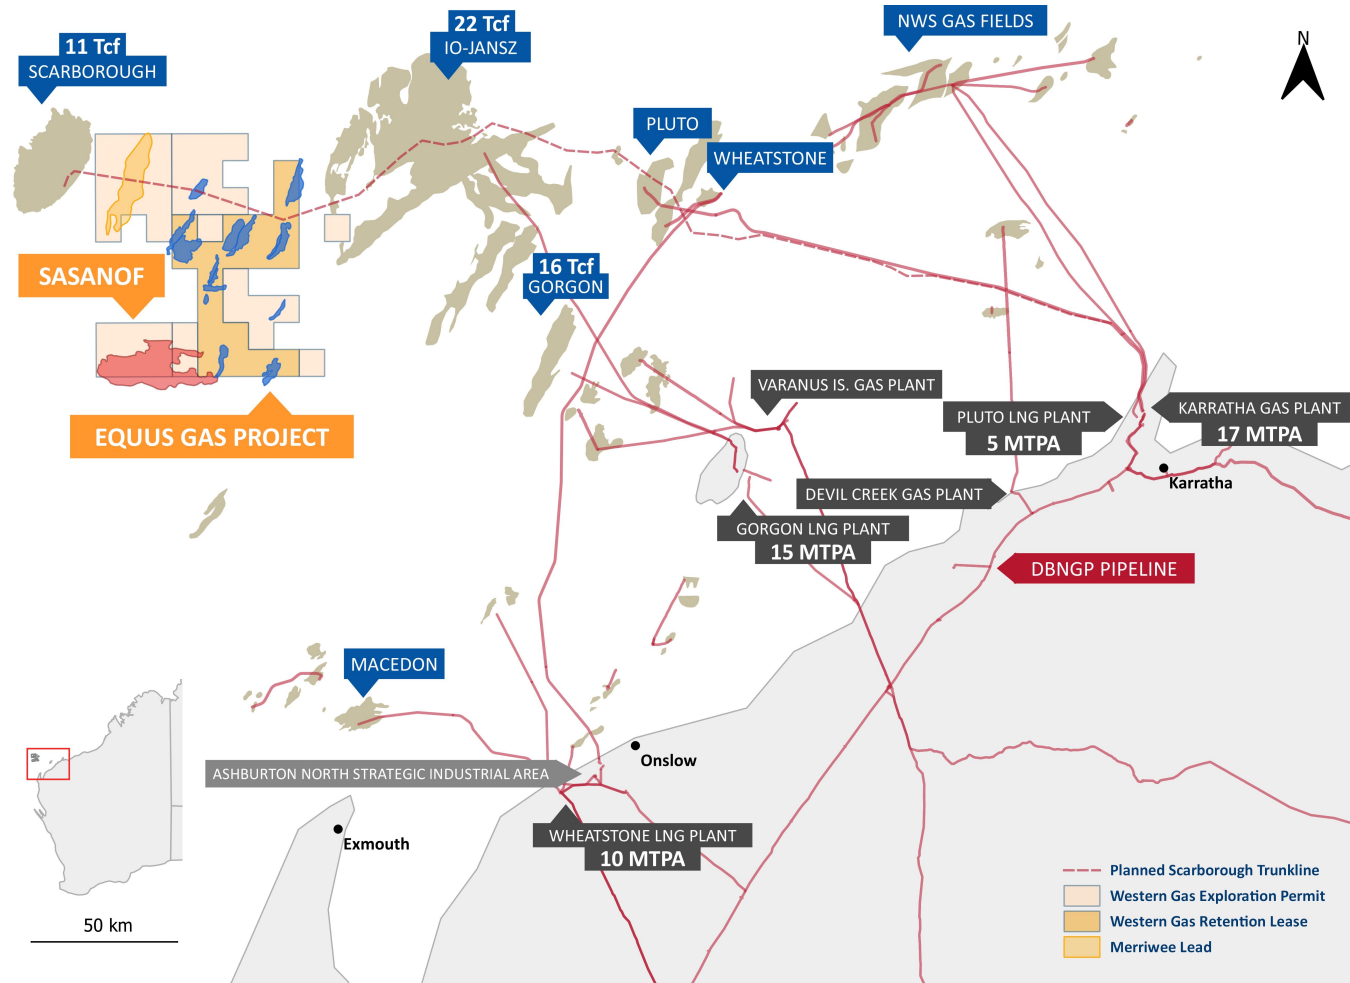 NWS GAS FIELDS
N
22 Tcf
IO-JANSZ
11 Tcf
SCARBOROUGH
PLUTO
WHEATSTONE
16 Tcf
GORGON
SASANOF
EQUUS GAS PROJECT
VARANUS IS. GAS PLANT
PLUTO LNG PLANT
5 MTPA
KARRATHA GAS PLANT
17 MTPA
Karratha
DEVIL CREEK GAS PLANT
GORGON LNG PLANT
15 MTPA
DBNGP PIPELINE
MACEDON
Onslow
ASHBURTON NORTH STRATEGIC INDUSTRIAL AREA
WHEATSTONE LNG PLANT
10 MTPA
Exmouth
50 km
Planned Scarborough Trunkline
Western Gas Exploration Permit
Western Gas Retention Lease
Merriwee Lead